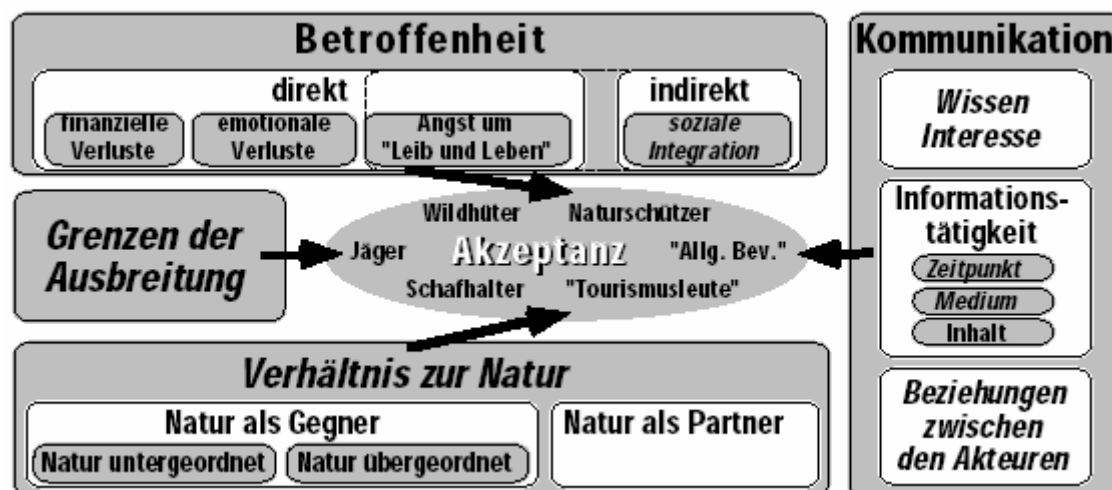 Betroffenheit
direkt
finanzielle
Verluste
emotionale
Verluste
Angst um
"Leib und Leben"
indirekt
soziale
Integration
Grenzen der
Ausbreitung
Wildhüter
Naturschützer
Jäger
Akzeptanz
"Allg. Bev."
Schafhalter
"Tourismusleute"
Verhältnis zur Natur
Natur als Gegner
Natur untergeordnet
Natur übergeordnet
Natur als Partner
Kommunikation
Wissen
Interesse
Informations-
tätigkeit
Zeitpunkt
Medium
Inhalt
Beziehungen
zwischen
den Akteuren